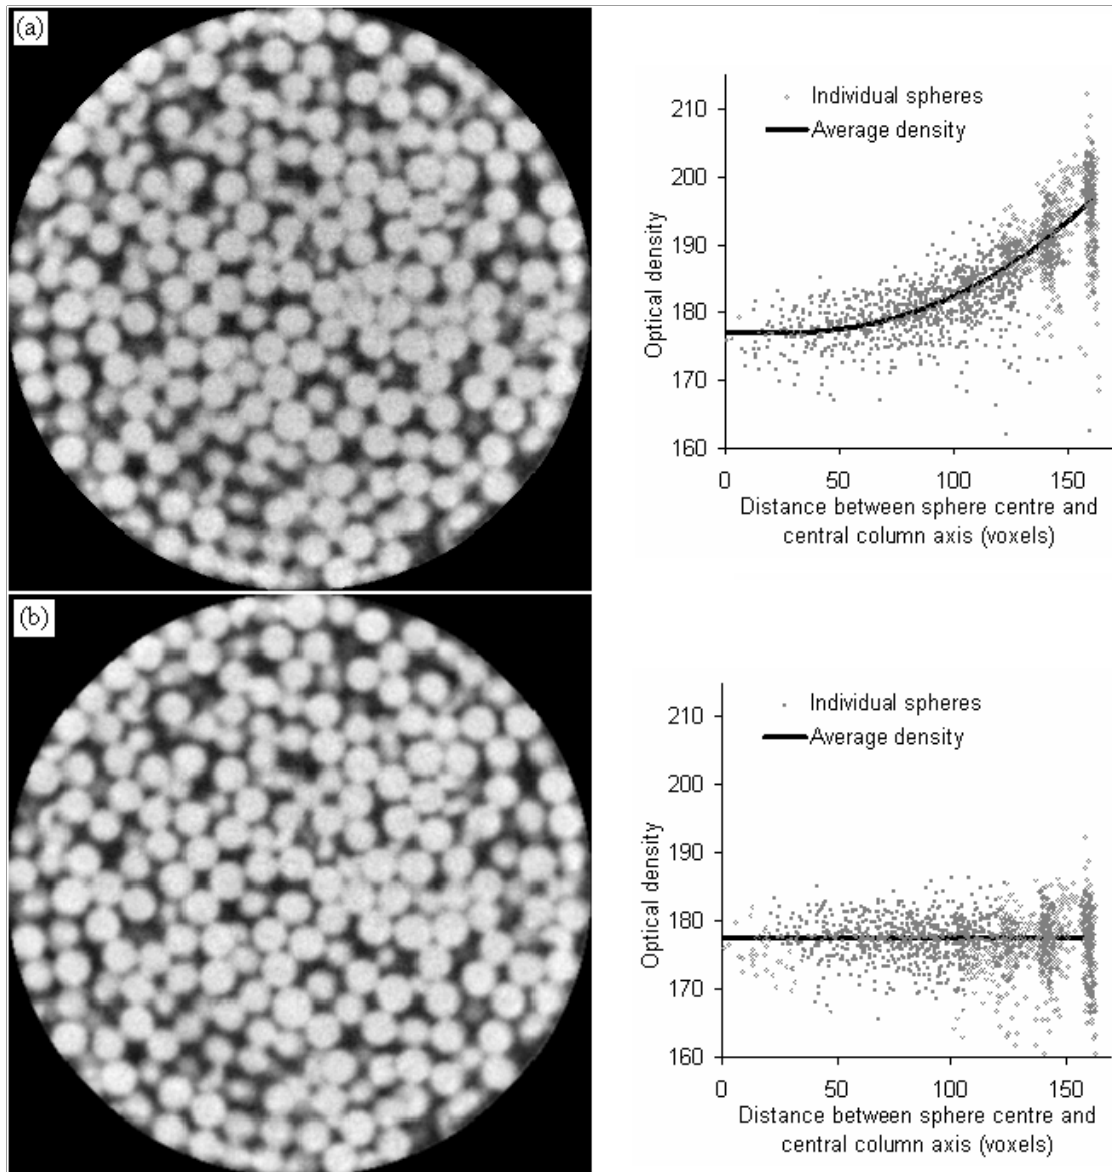 (a)
Individual spheres
Average density
210
200
190
180
170
160
Optical density
0 50 100 150
Distance between sphere centre and
central column axis (voxels)
(b)
Individual spheres
Average density
210
200
190
180
170
160
Optical density
0 50 100 150
Distance between sphere centre and
central column axis (voxels)